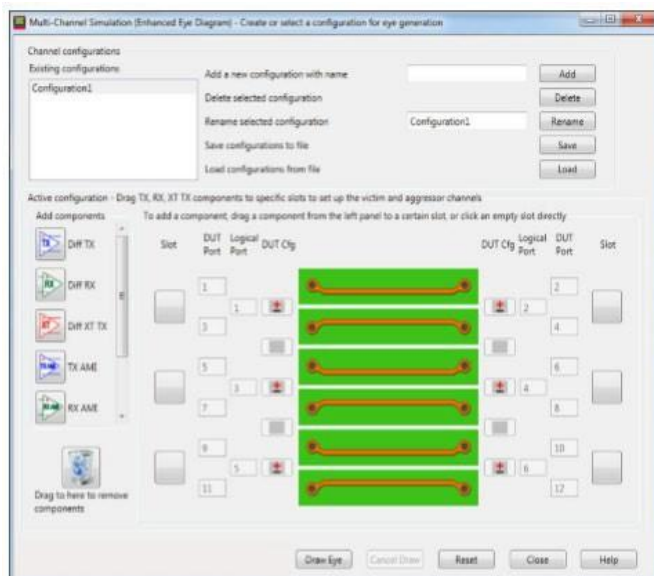 Multi-Channel Simulation (Enhanced Eye Diagram) - Create or select a configuration for eye generation
Channel configurations
Existing configurations
Configuration1
Add a new configuration with name
Add
Delete selected configuration
Delete
Rename selected configuration
Configuration1
Rename
Save configurations to file
Save
Load configurations from file
Load
Active configuration - Drag TX, RX, XT TX components to specific slots to set up the victim and aggressor channels
Add components
To add a component, drag a component from the left panel to a certain slot, or click an empty slot directly
TX Diff TX
RX Diff RX
XT Diff XT TX
TX AMI
RX AMI
Drag to here to remove
components
Slot
DUT Port
Logical Port
DUT Cfg
DUT Cfg
Logical Port
DUT Port
Slot
1
2
1
2
3
4
5
6
3
4
7
8
9
10
5
6
11
12
Draw Eye
Cancel Draw
Reset
Close
Help